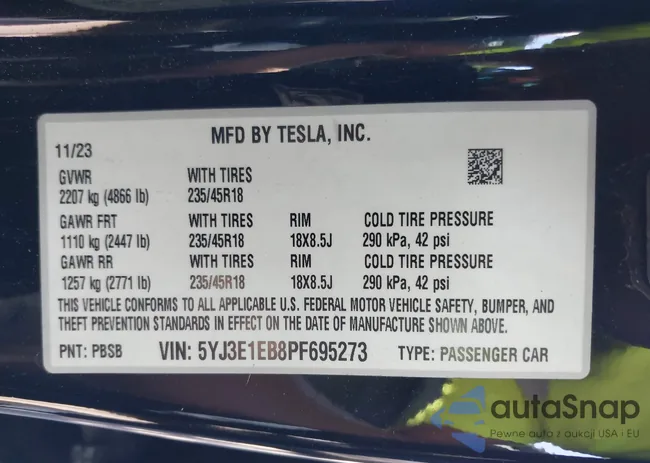 MFD BY TESLA, INC.
11/23
GVWR WITH TIRES
2207 kg (4866 lb) 235/45R18
GAWR FRT WITH TIRES RIM COLD TIRE PRESSURE
1110 kg (2447 lb) 235/45R18 18X8.5J 290 kPa, 42 psi
GAWR RR WITH TIRES RIM COLD TIRE PRESSURE
1257 kg (2771 lb) 235/45R18 18X8.5J 290 kPa, 42 psi
THIS VEHICLE CONFORMS TO ALL APPLICABLE U.S. FEDERAL MOTOR VEHICLE SAFETY, BUMPER, AND
THEFT PREVENTION STANDARDS IN EFFECT ON THE DATE OF MANUFACTURE SHOWN ABOVE.
PNT: PBSB VIN: 5YJ3E1EB8PF695273 TYPE: PASSENGER CAR
autaSnap
Pewne auta z aukcji USA i EU